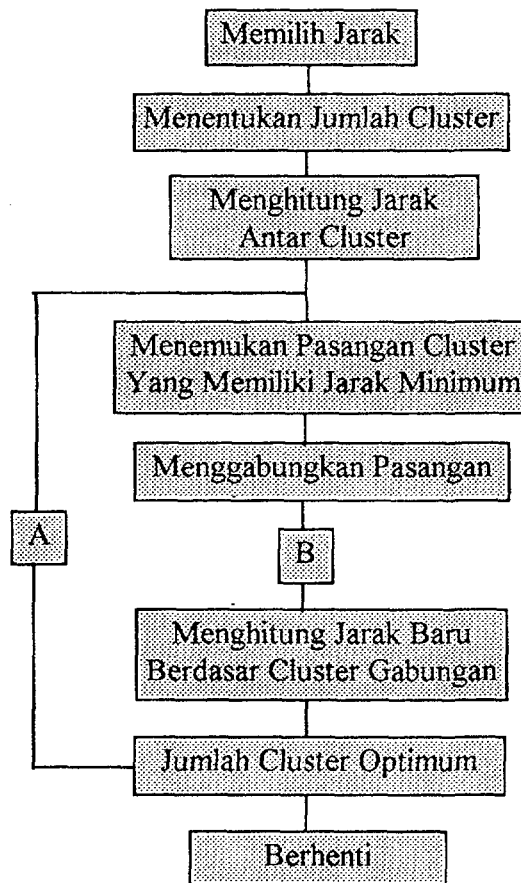 Memilih Jarak
Menentukan Jumlah Cluster
Menghitung Jarak
Antar Cluster
Menemukan Pasangan Cluster
Yang Memiliki Jarak Minimum
Menggabungkan Pasangan
A
B
Menghitung Jarak Baru
Berdasar Cluster Gabungan
Jumlah Cluster Optimum
Berhenti